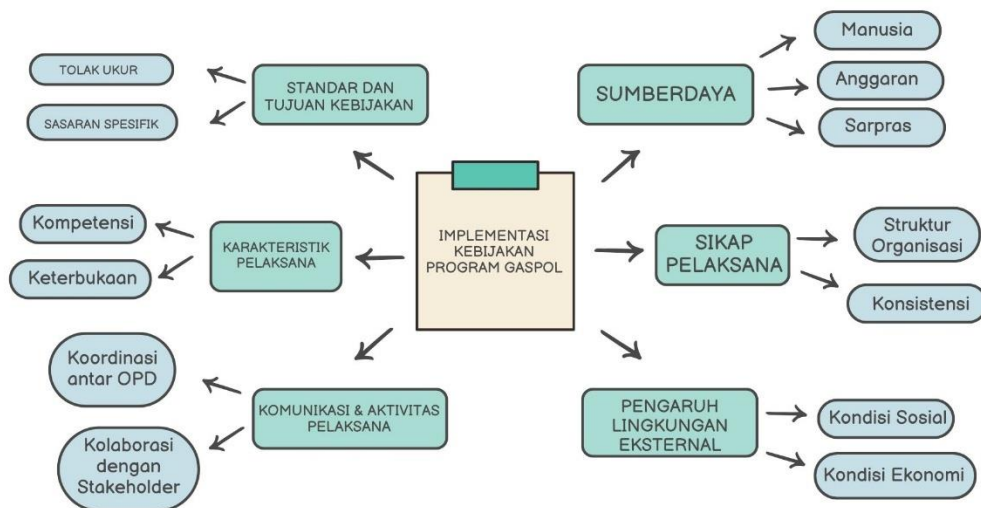 TOLAK UKUR
SASARAN SPESIFIK
STANDAR DAN
TUJUAN KEBIJAKAN
SUMBERDAYA
Manusia
Anggaran
Sarpras
Kompetensi
Keterbukaan
KARAKTERISTIK
PELAKSANA
IMPLEMENTASI
KEBIJAKAN
PROGRAM GASPOL
SIKAP
PELAKSANA
Struktur
Organisasi
Konsistensi
Koordinasi
antar OPD
Kolaborasi
dengan
Stakeholder
KOMUNIKASI & AKTIVITAS
PELAKSANA
PENGARUH
LINGKUNGAN
EKSTERNAL
Kondisi Sosial
Kondisi Ekonomi